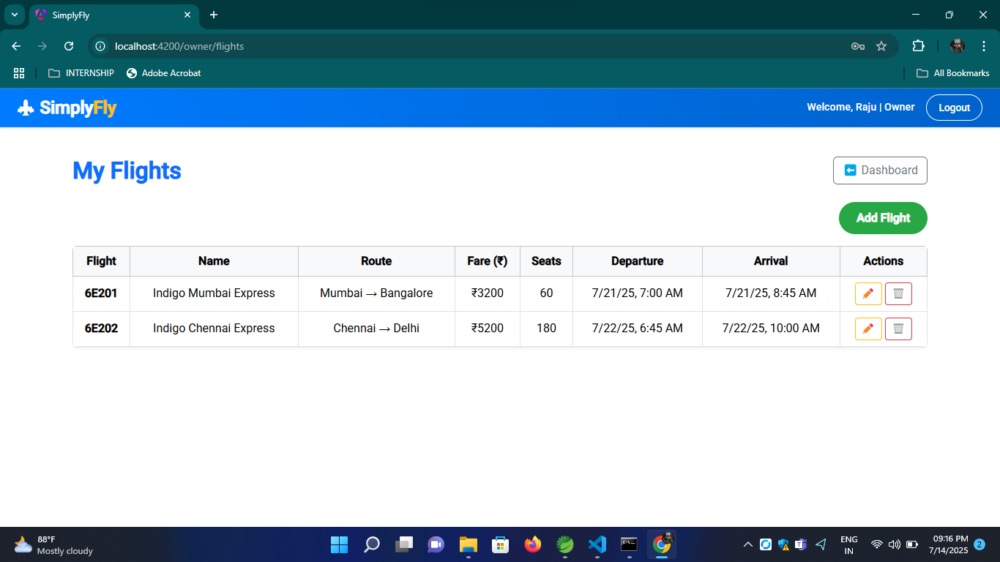 SimplyFly
localhost:4200/owner/flights
INTERNSHIP Adobe Acrobat All Bookmarks
SimplyFly Welcome, Raju | Owner Logout
My Flights Dashboard
Add Flight
Flight Name Route Fare (₹) Seats Departure Arrival Actions
6E201 Indigo Mumbai Express Mumbai → Bangalore ₹3200 60 7/21/25, 7:00 AM 7/21/25, 8:45 AM
6E202 Indigo Chennai Express Chennai → Delhi ₹5200 180 7/22/25, 6:45 AM 7/22/25, 10:00 AM
88°F ENG 09:16 PM
Mostly cloudy IN 7/14/2025 2